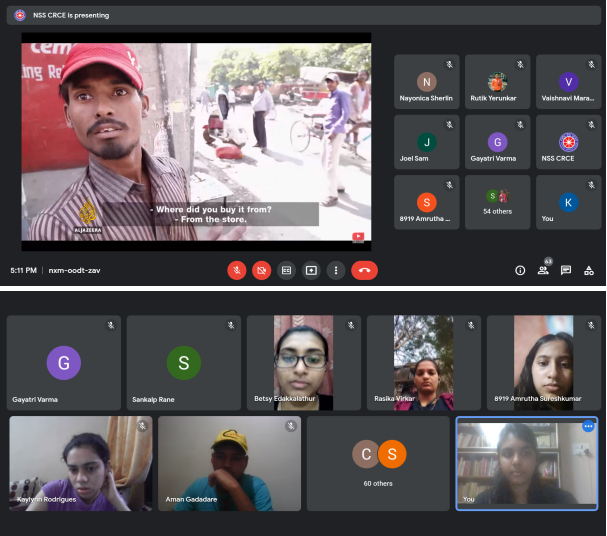 NSS CRCE is presenting
cem
ing Re
- Where did you buy it from?
- From the store.
ALJAZEERA
N
Nayonica Sherlin
Rutik Yerunkar
V
Vaishnavi Mara...
J
Joel Sam
G
Gayatri Varma
NSS CRCE
S
8919 Amrutha ...
S
54 others
K
You
5:11 PM | nxm-oodt-zav
63
G
Gayatri Varma
S
Sankalp Rane
Betsy Edakkalathur
Rasika Virkar
8919 Amrutha Sureshkumar
Kaylynn Rodrigues
Aman Gadadare
C S
60 others
You